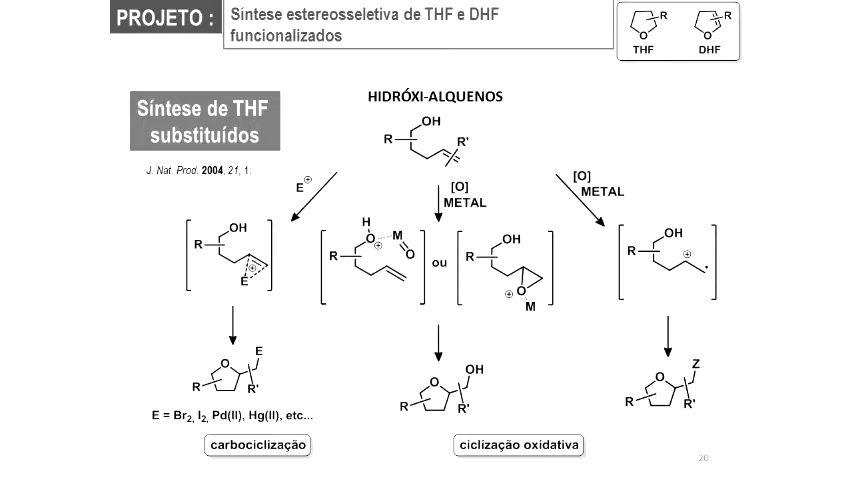 PROJETO :
Síntese estereosseletiva de THF e DHF
funcionalizados
R
O
THF
R
O
DHF
Síntese de THF
substituídos
J. Nat. Prod. 2004, 21, 1.
HIDRÓXI-ALQUENOS
OH
R
R'
E⊕
[O]
METAL
[O]
METAL
OH
R
⊕
E
H
O
⊕
M
O
R
ou
OH
R
O
⊕
M
OH
R
⊕
O
E
R
R'
O
OH
R
R'
O
Z
R
R'
E = Br2, I2, Pd(II), Hg(II), etc...
carbociclização
ciclização oxidativa
20